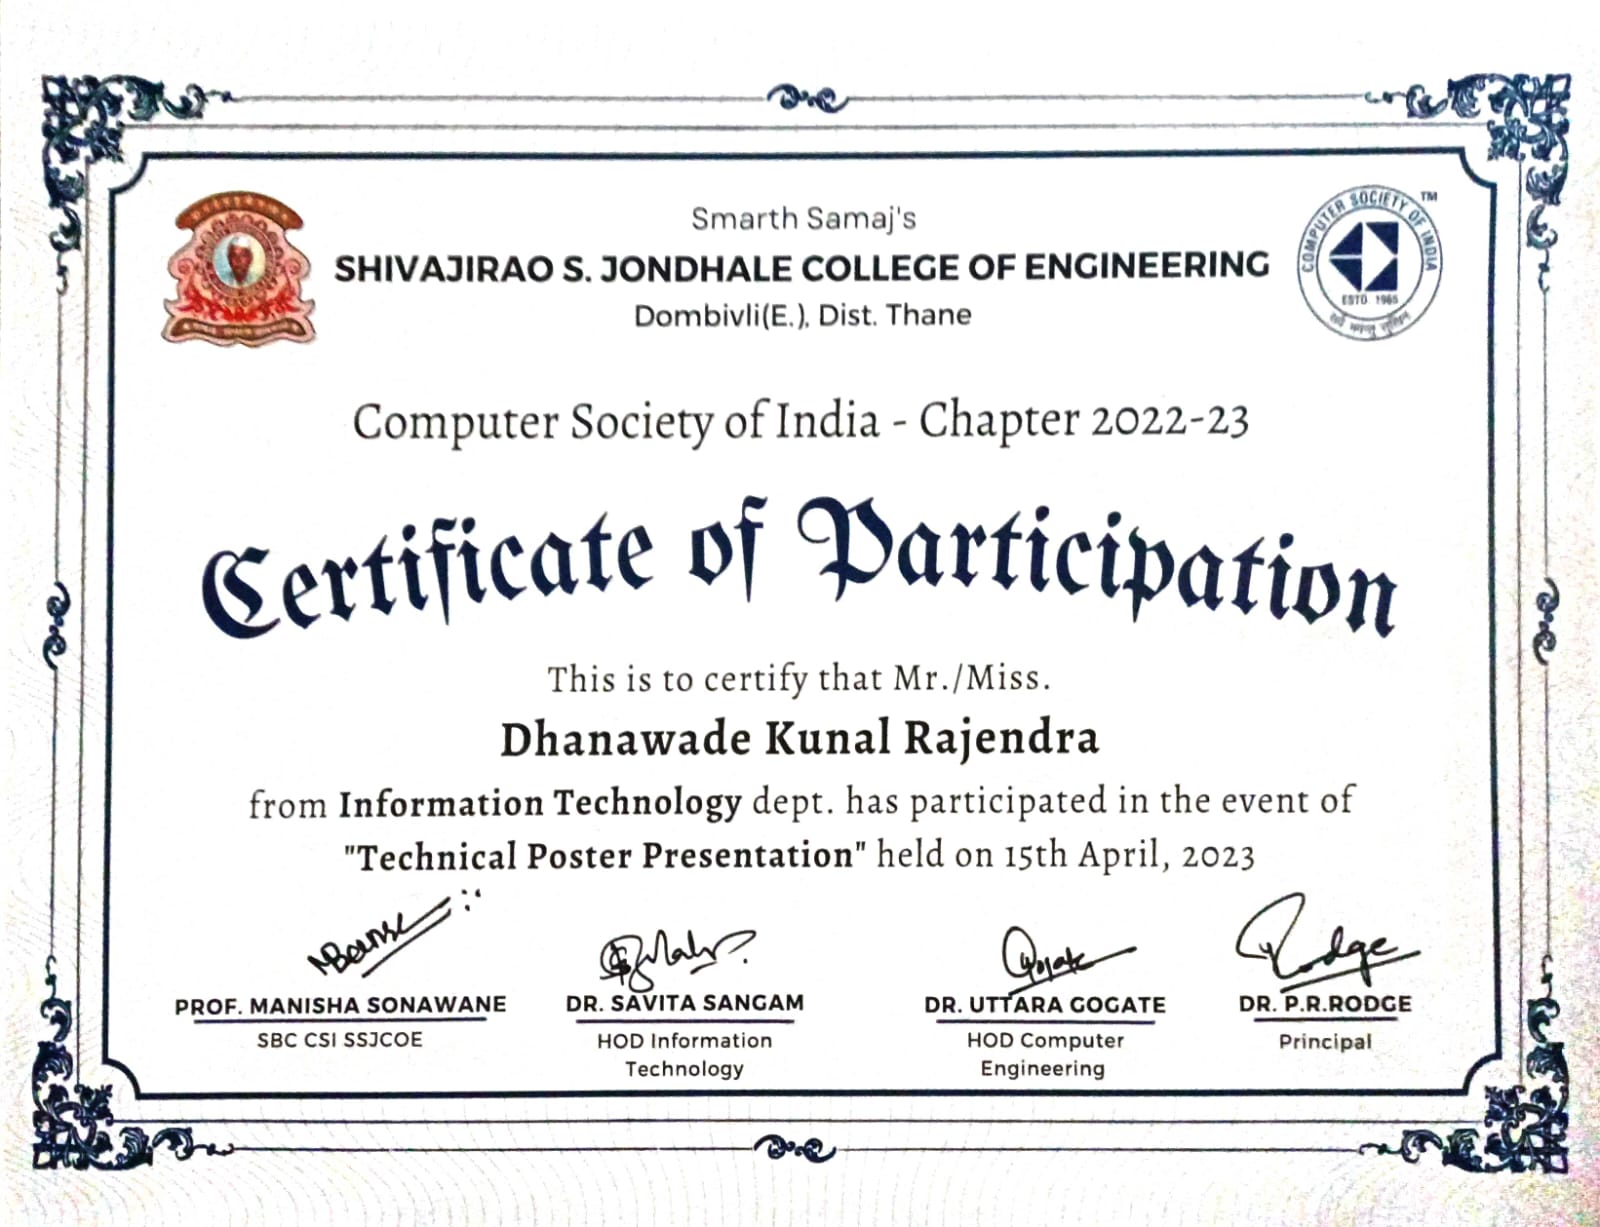 Smarth Samaj's
SHIVAJIRAO S. JONDHALE COLLEGE OF ENGINEERING
Dombivli(E.), Dist. Thane
COMPUTER SOCIETY OF INDIA
TM
ESTD. 1965
Computer Society of India - Chapter 2022-23
Certificate of Participation
This is to certify that Mr./Miss.
Dhanawade Kunal Rajendra
from Information Technology dept. has participated in the event of
"Technical Poster Presentation" held on 15th April, 2023
PROF. MANISHA SONAWANE
SBC CSI SSJCOE
DR. SAVITA SANGAM
HOD Information
Technology
DR. UTTARA GOGATE
HOD Computer
Engineering
DR. P.R.RODGE
Principal